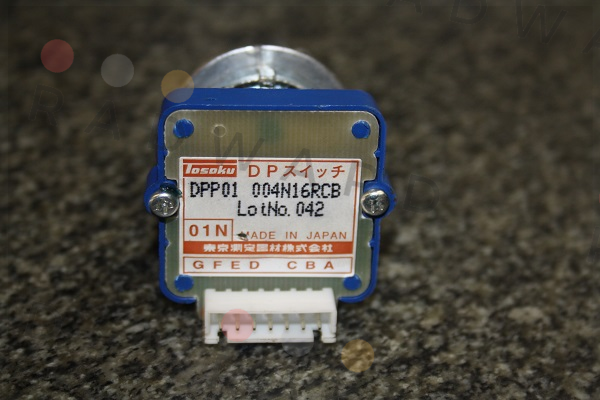 Tosoku DPスイッチ
DPP01 004N16RCB
LotNo. 042
01N MADE IN JAPAN
東京測定器材株式会社
GFED CBA